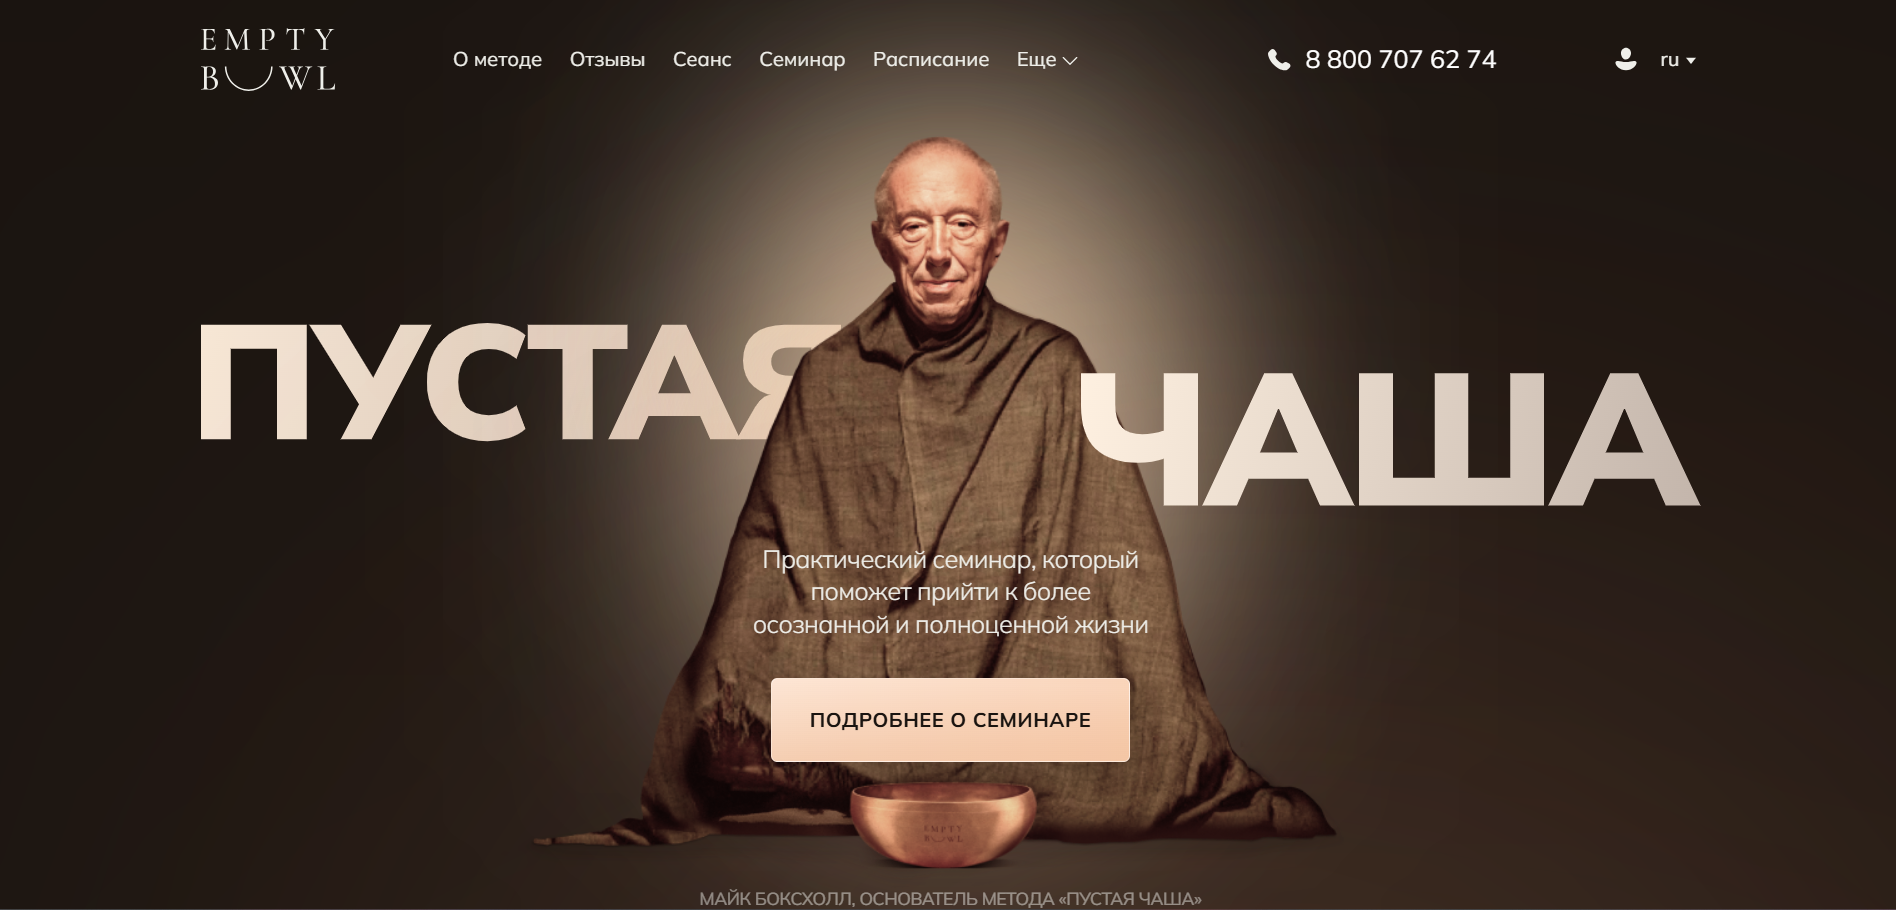 EMPTY
BOWL
О методе Отзывы Сеанс Семинар Расписание Еще 8 800 707 62 74 ru
ПУСТАЯ
ЧАША
Практический семинар, который
поможет прийти к более
осознанной и полноценной жизни
ПОДРОБНЕЕ О СЕМИНАРЕ
EMPTY
BOWL
МАЙК БОКСХОЛЛ, ОСНОВАТЕЛЬ МЕТОДА «ПУСТАЯ ЧАША»